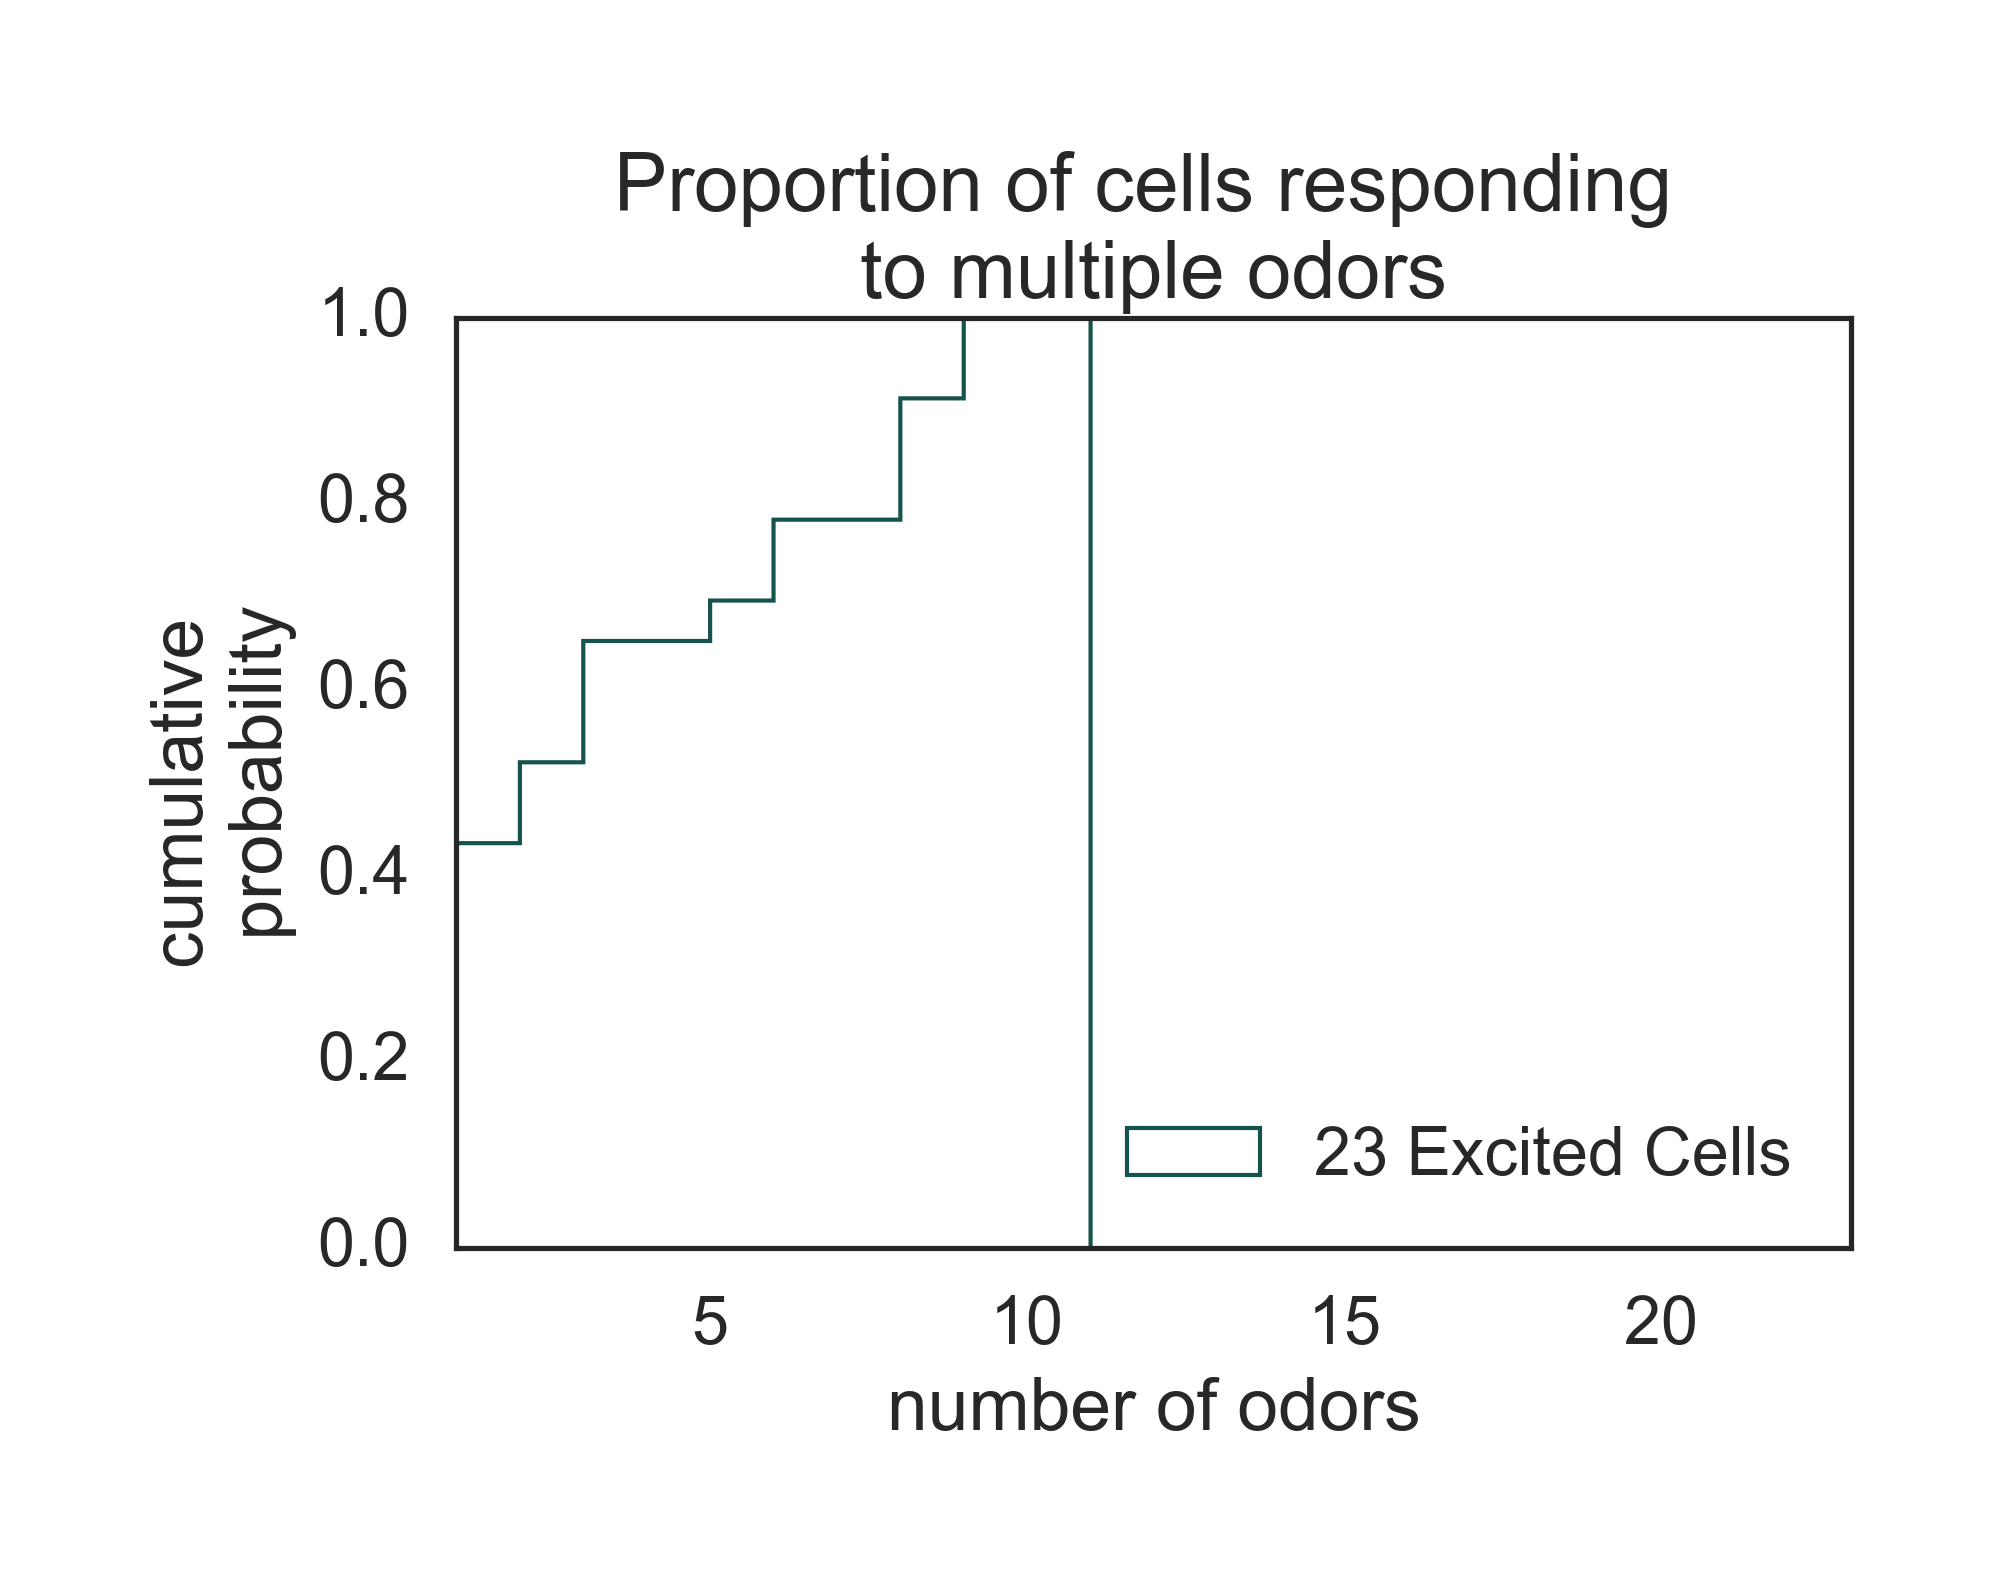 Proportion of cells responding
to multiple odors
1.0
0.8
0.6
0.4
0.2
0.0
cumulative
probability
23 Excited Cells
5 10 15 20
number of odors